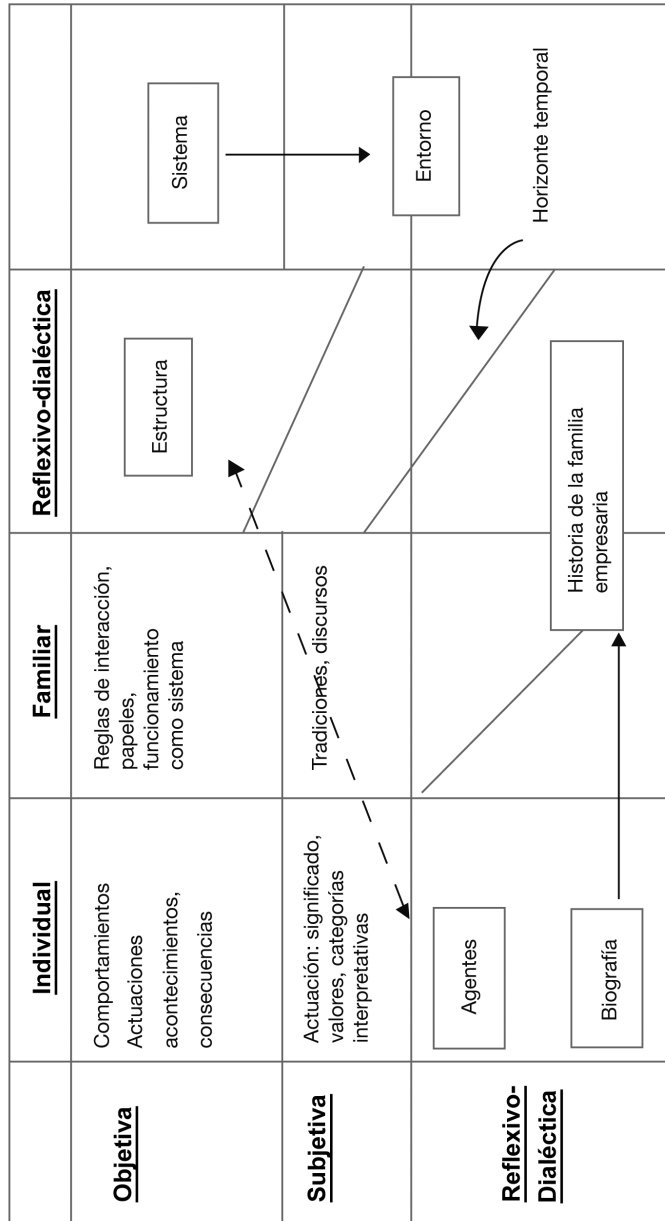 Individual
Familiar
Reflexivo-dialéctica
Objetiva
Comportamientos
Actuaciones
acontecimientos,
consecuencias
Reglas de interacción,
papeles,
funcionamiento
como sistema
Estructura
Sistema
Subjetiva
Actuación: significado,
valores, categorías
interpretativas
Tradiciones, discursos
Entorno
Reflexivo-
Dialéctica
Agentes
Biografía
Historia de la familia
empresaria
Horizonte temporal